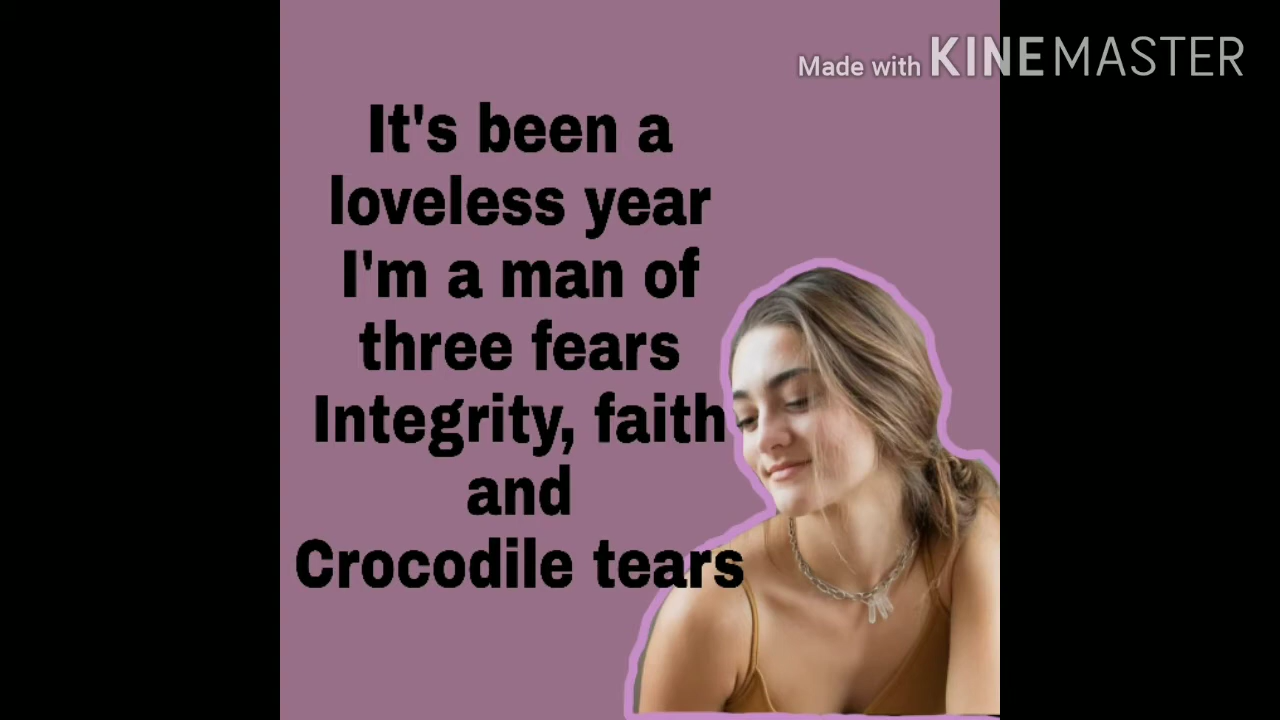 Made with KINEMASTER
It's been a
loveless year
I'm a man of
three fears
Integrity, faith
and
Crocodile tears